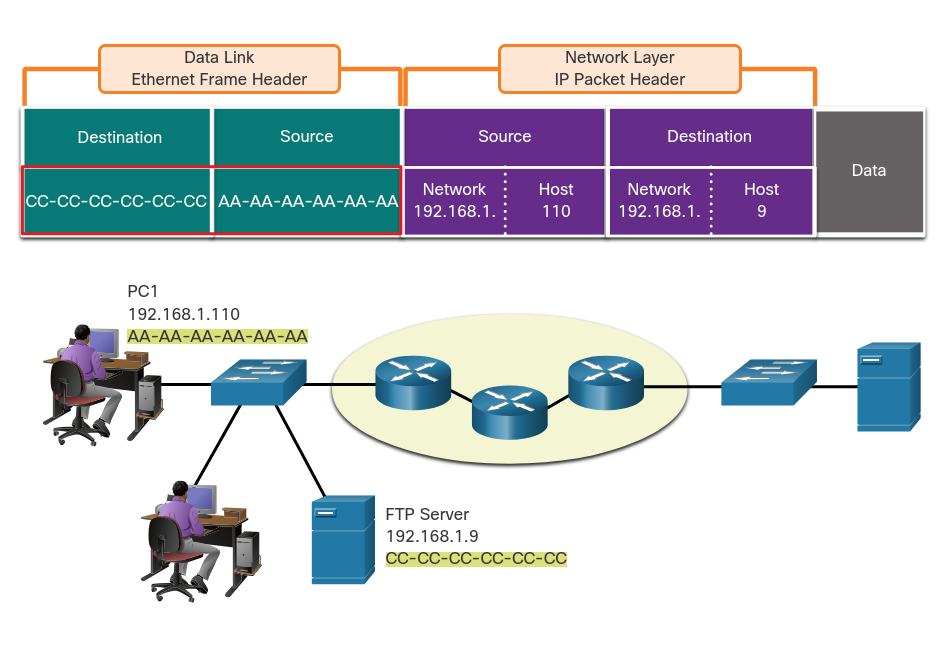 Data Link
Ethernet Frame Header
Network Layer
IP Packet Header
Destination
Source
Source
Destination
Data
CC-CC-CC-CC-CC-CC
AA-AA-AA-AA-AA-AA
Network
192.168.1.
Host
110
Network
192.168.1.
Host
9
PC1
192.168.1.110
AA-AA-AA-AA-AA-AA
FTP Server
192.168.1.9
CC-CC-CC-CC-CC-CC